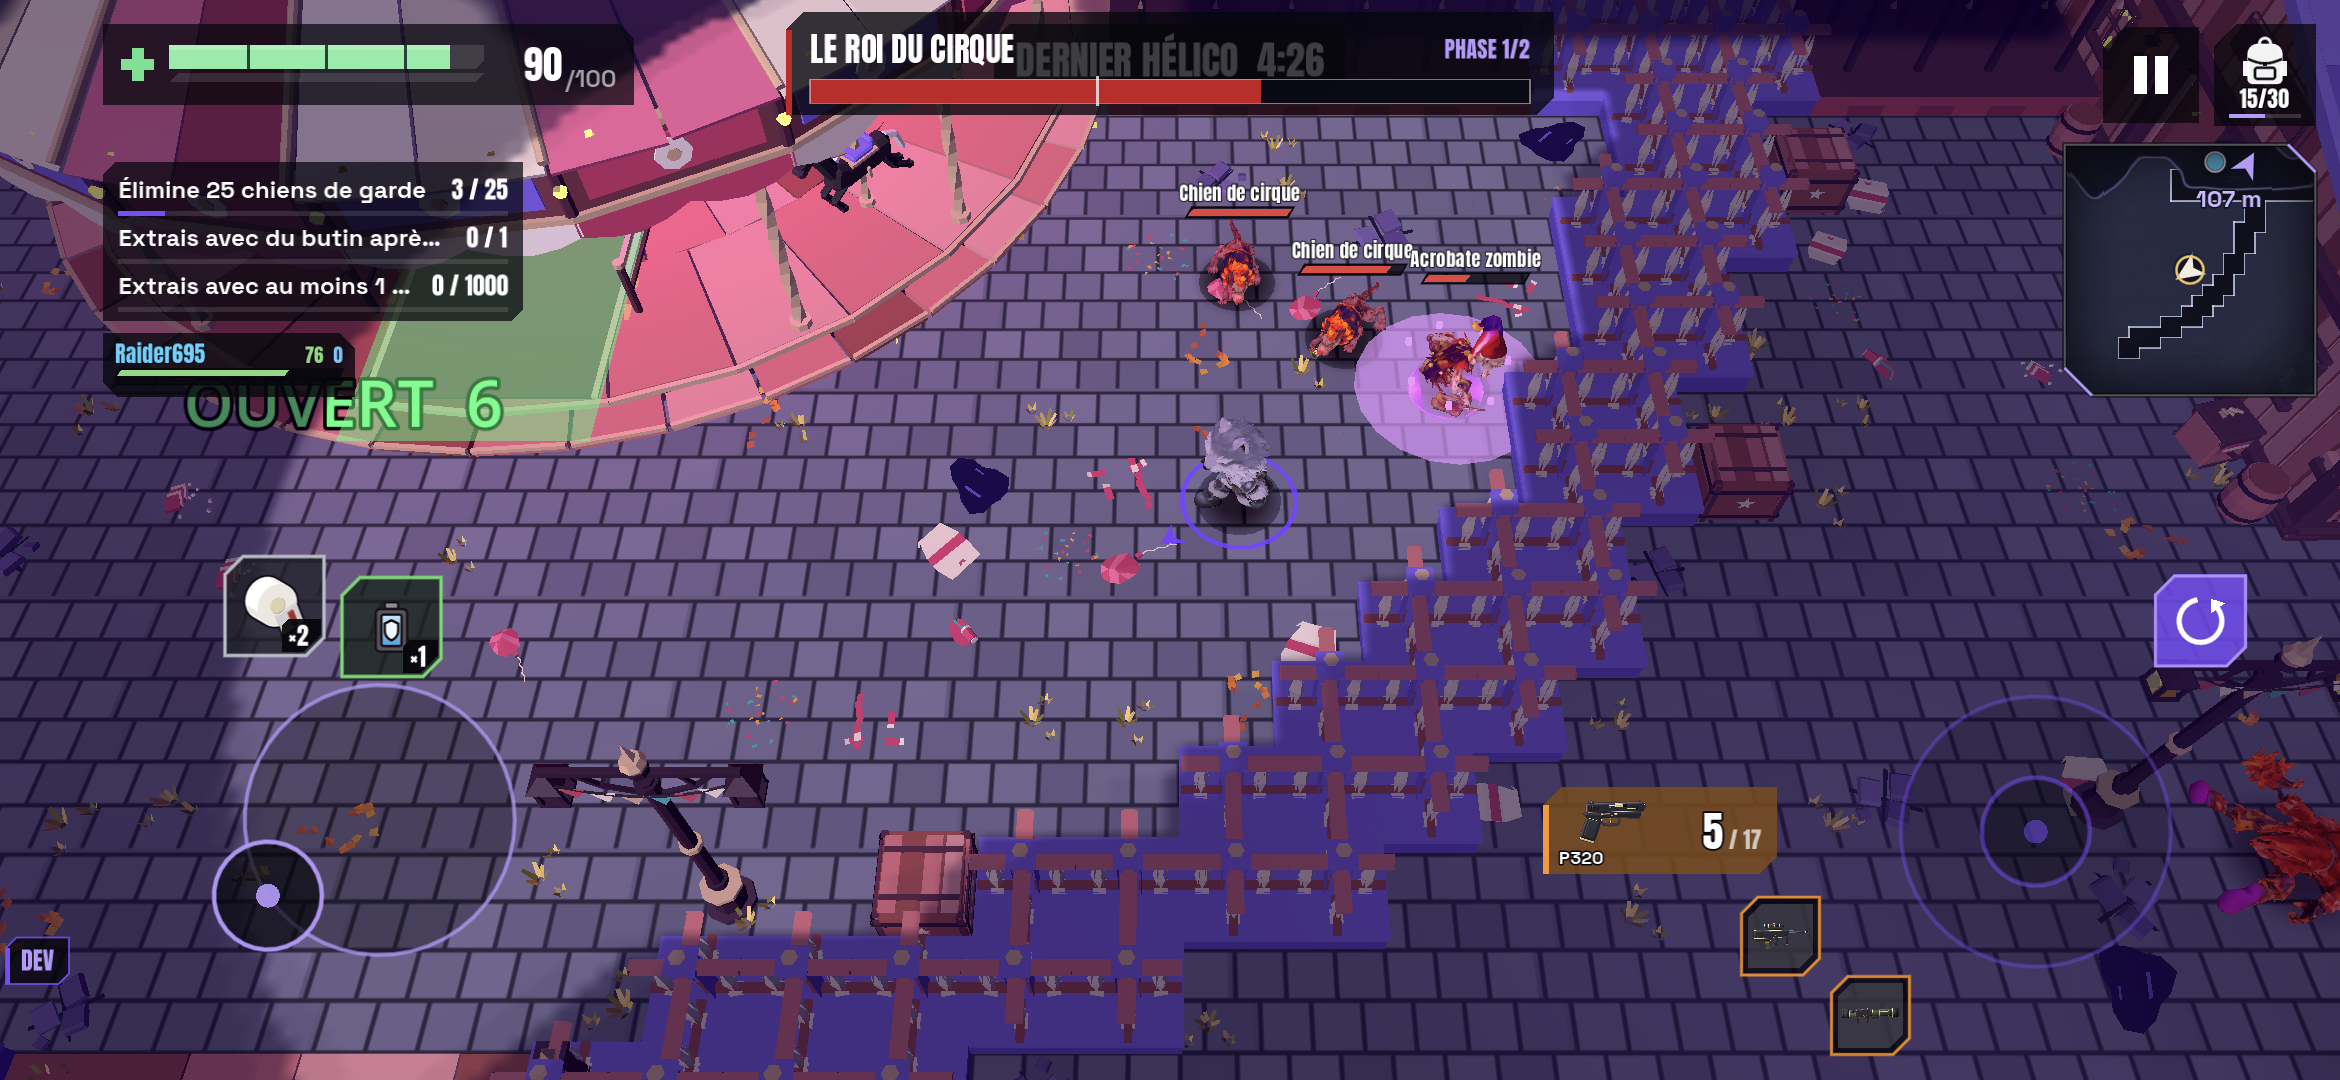 90/100
LE ROI DU CIRQUE
DERNIER HÉLICO 4:26
PHASE 1/2
15/30
Élimine 25 chiens de garde 3 / 25
Extrais avec du butin aprè... 0 / 1
Extrais avec au moins 1 ... 0 / 1000
Raider695 76 0
OUVERT 6
Chien de cirque
Chien de cirque
Acrobate zombie
107 m
×2
×1
P320
5 / 17
DEV